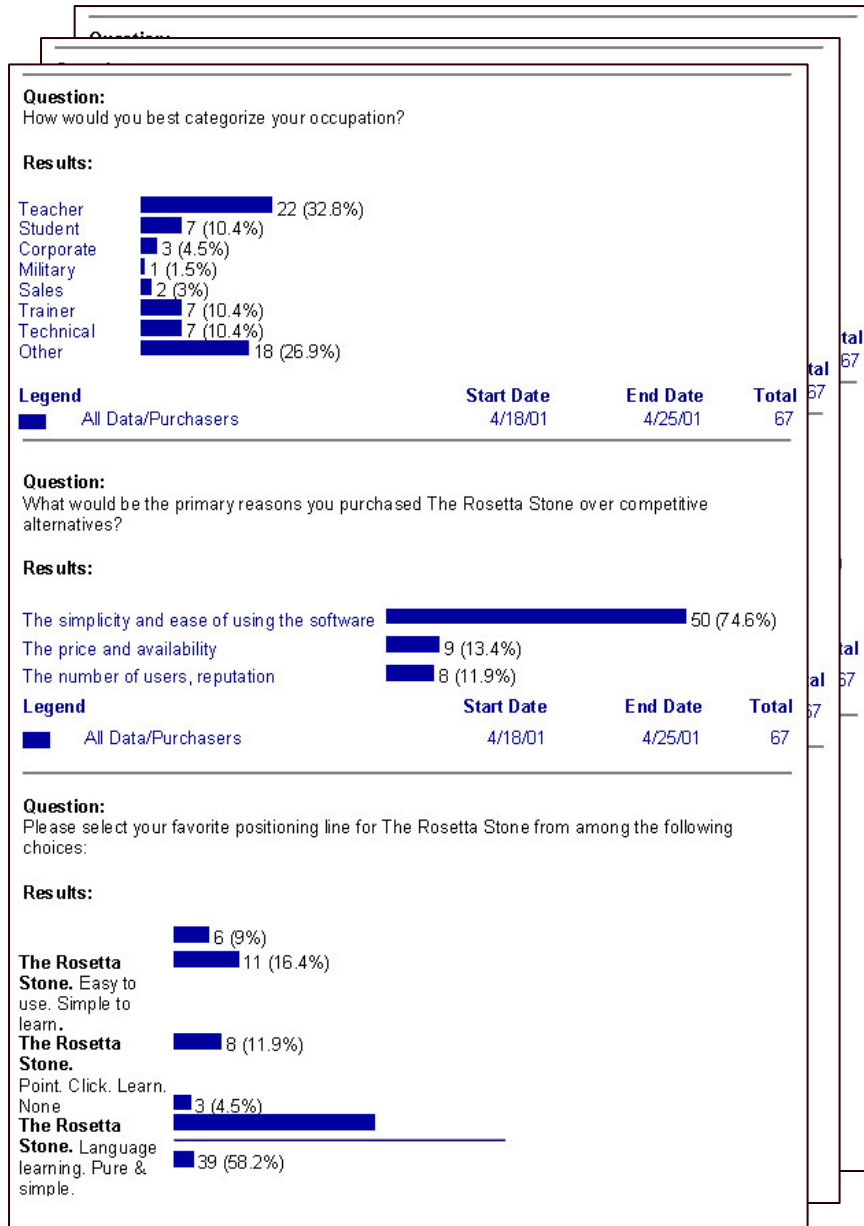 Question:
Question:
How would you best categorize your occupation?
Results:
Teacher 22 (32.8%)
Student 7 (10.4%)
Corporate 3 (4.5%)
Military 1 (1.5%)
Sales 2 (3%)
Trainer 7 (10.4%)
Technical 7 (10.4%)
Other 18 (26.9%)
Legend Start Date End Date Total
All Data/Purchasers 4/18/01 4/25/01 67
Question:
What would be the primary reasons you purchased The Rosetta Stone over competitive
alternatives?
Results:
The simplicity and ease of using the software 50 (74.6%)
The price and availability 9 (13.4%)
The number of users, reputation 8 (11.9%)
Legend Start Date End Date Total
All Data/Purchasers 4/18/01 4/25/01 67
Question:
Please select your favorite positioning line for The Rosetta Stone from among the following
choices:
Results:
6 (9%)
The Rosetta 11 (16.4%)
Stone. Easy to
use. Simple to
learn.
The Rosetta 8 (11.9%)
Stone.
Point. Click. Learn.
None 3 (4.5%)
The Rosetta
Stone. Language
learning. Pure & 39 (58.2%)
simple.
tal
67
tal
67
tal
67
al
67